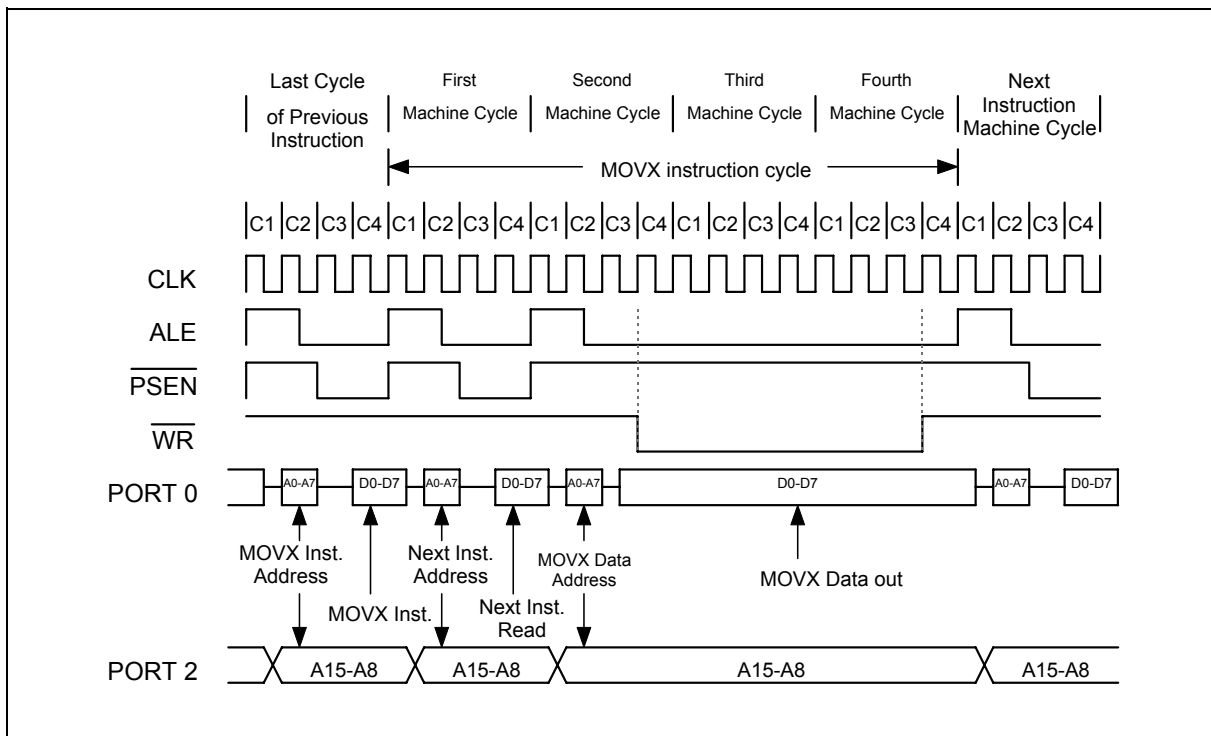 Last Cycle
of Previous
Instruction
First
Machine Cycle
Second
Machine Cycle
Third
Machine Cycle
Fourth
Machine Cycle
Next
Instruction
Machine Cycle
MOVX instruction cycle
C1 C2 C3 C4 C1 C2 C3 C4 C1 C2 C3 C4 C1 C2 C3 C4 C1 C2 C3 C4 C1 C2 C3 C4
CLK
ALE
PSEN
WR
PORT 0
A0-A7 D0-D7 A0-A7 D0-D7 A0-A7 D0-D7 A0-A7 D0-D7
MOVX Inst.
Address
MOVX Inst.
Next Inst.
Address
Next Inst.
Read
MOVX Data
Address
MOVX Data out
PORT 2
A15-A8 A15-A8 A15-A8 A15-A8